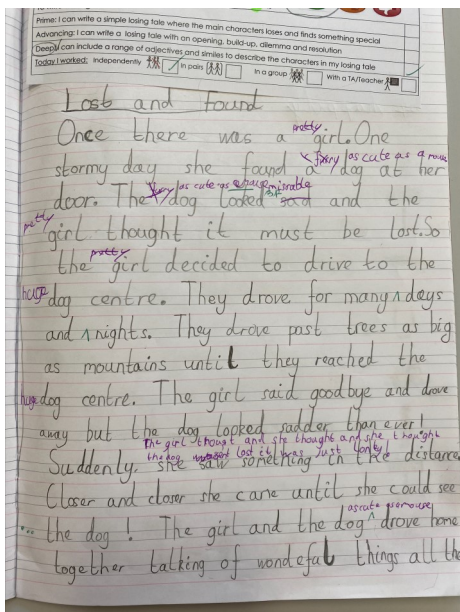 Prime: I can write a simple losing tale where the main characters loses and finds something special
Advancing: I can write a losing tale with an opening, build-up, dilemma and resolution
Deep: I can include a range of adjectives and similes to describe the characters in my losing tale
Today I worked: Independently In pairs In a group With a TA/Teacher
Lost and Found
pretty
Once there was a girl. One
as cute as a mouse
stormy day she found a dog at her
as cute as a mouse misrable
door. The dog looked sad and the
pretty
girl thought it must be lost. So
pretty
the girl decided to drive to the
huge dog centre. They drove for many days
and nights. They drove past trees as big
as mountains until they reached the
huge dog centre. The girl said goodbye and drove
away but the dog looked sadder than ever!
The girl thougt and she thought and she thought
the dog lost it was just lonly
Suddenly, she saw something in the distance
Closer and closer she came until she could see
as cute as mouse
... the dog! The girl and the dog drove home
together talking of wondeful things all the